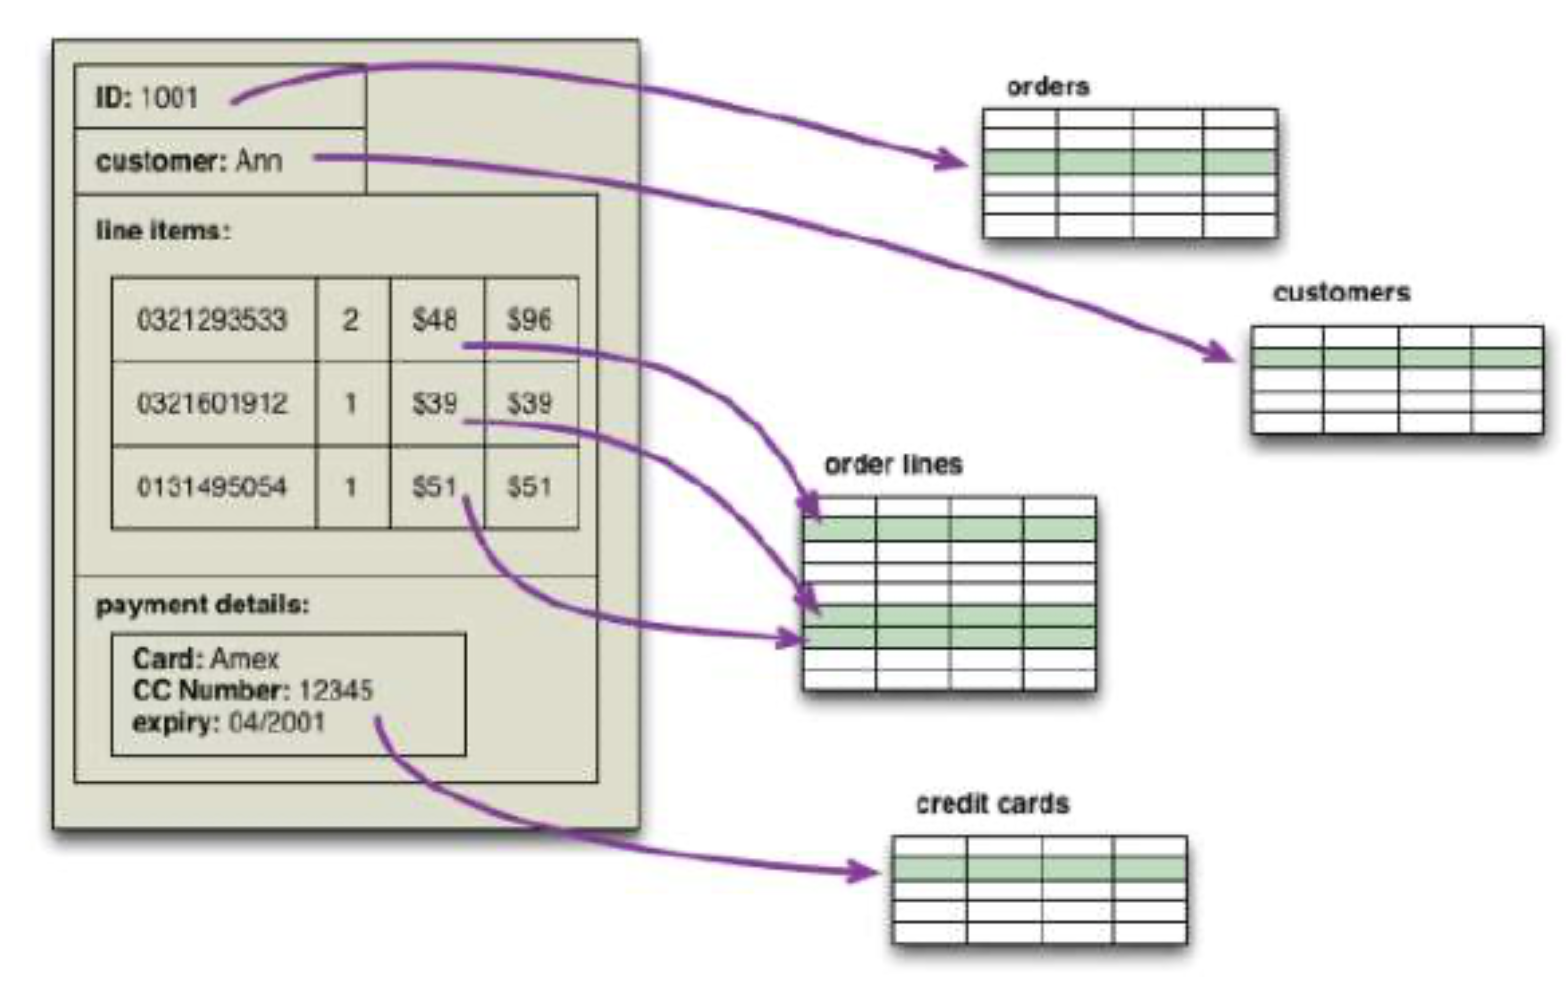 ID: 1001
customer: Ann
line items:
0321293533 2 $48 $96
0321601912 1 $39 $39
0131495054 1 $51 $51
payment details:
Card: Amex
CC Number: 12345
expiry: 04/2001
orders
customers
order lines
credit cards